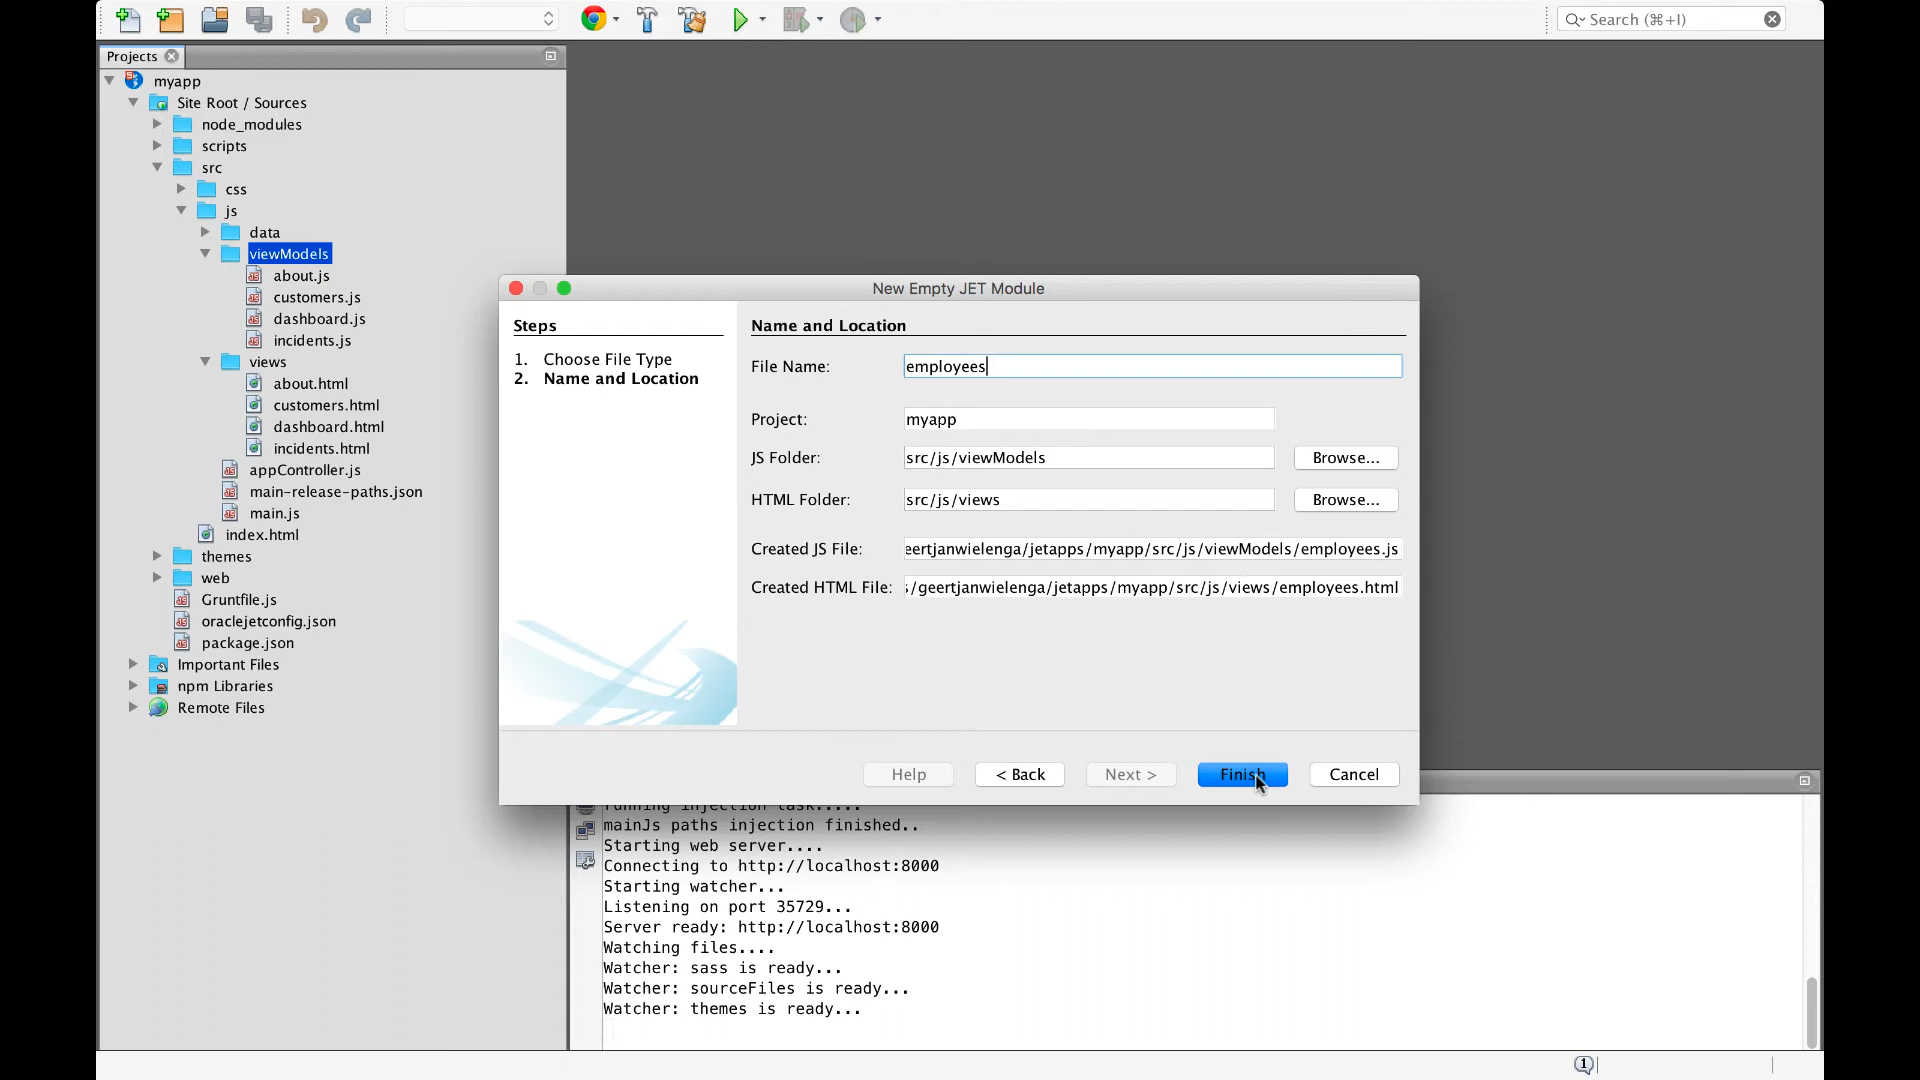 Search (⌘+I)
Projects
myapp
Site Root / Sources
node_modules
scripts
src
css
js
data
viewModels
about.js
customers.js
dashboard.js
incidents.js
views
about.html
customers.html
dashboard.html
incidents.html
appController.js
main-release-paths.json
main.js
index.html
themes
web
Gruntfile.js
oraclejetconfig.json
package.json
Important Files
npm Libraries
Remote Files
New Empty JET Module
Steps
1. Choose File Type
2. Name and Location
Name and Location
File Name: employees
Project: myapp
JS Folder: src/js/viewModels Browse...
HTML Folder: src/js/views Browse...
Created JS File: eertjanwielenga/jetapps/myapp/src/js/viewModels/employees.js
Created HTML File: s/geertjanwielenga/jetapps/myapp/src/js/views/employees.html
Help < Back Next > Finish Cancel
running injection task.....
mainJs paths injection finished..
Starting web server....
Connecting to http://localhost:8000
Starting watcher...
Listening on port 35729...
Server ready: http://localhost:8000
Watching files....
Watcher: sass is ready...
Watcher: sourceFiles is ready...
Watcher: themes is ready...
1